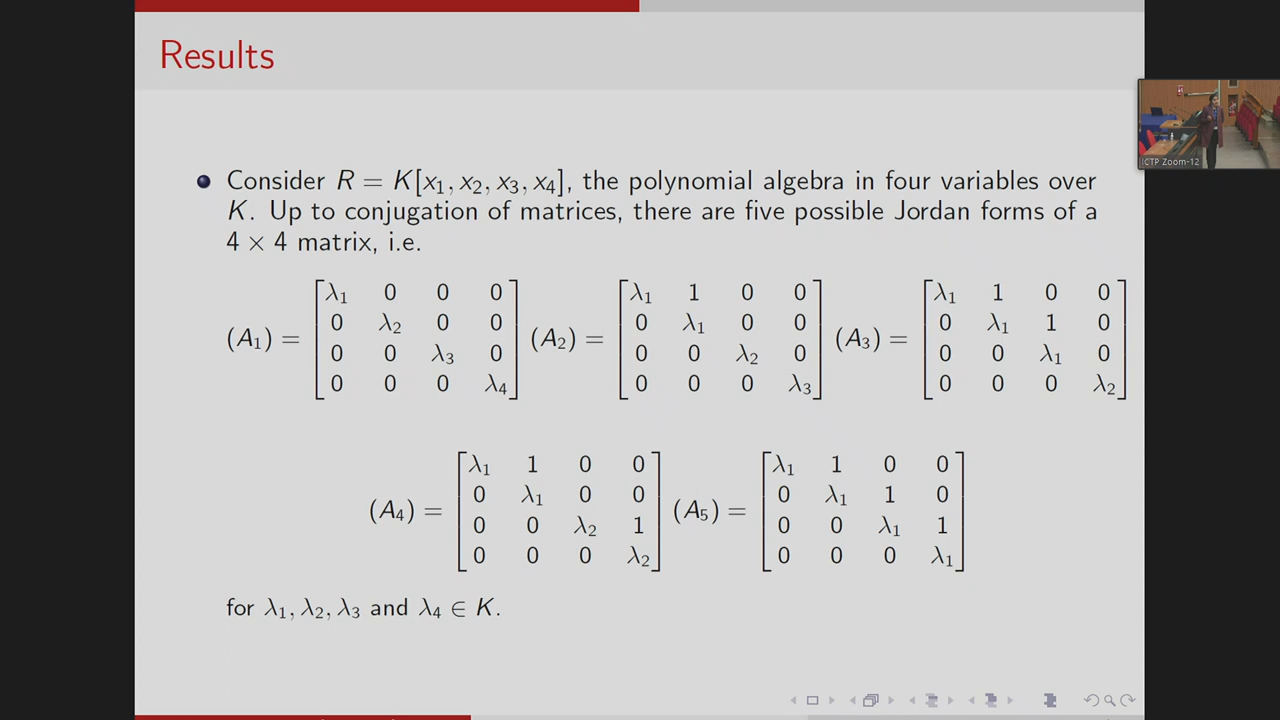 Results
Consider R = K[x₁, x₂, x₃, x₄], the polynomial algebra in four variables over
K. Up to conjugation of matrices, there are five possible Jordan forms of a
4 × 4 matrix, i.e.
(A₁) = [λ₁ 0 0 0; 0 λ₂ 0 0; 0 0 λ₃ 0; 0 0 0 λ₄] (A₂) = [λ₁ 1 0 0; 0 λ₁ 0 0; 0 0 λ₂ 0; 0 0 0 λ₃] (A₃) = [λ₁ 1 0 0; 0 λ₁ 1 0; 0 0 λ₁ 0; 0 0 0 λ₂]
(A₄) = [λ₁ 1 0 0; 0 λ₁ 0 0; 0 0 λ₂ 1; 0 0 0 λ₂] (A₅) = [λ₁ 1 0 0; 0 λ₁ 1 0; 0 0 λ₁ 1; 0 0 0 λ₁]
for λ₁, λ₂, λ₃ and λ₄ ∈ K.
ICTP Zoom-12